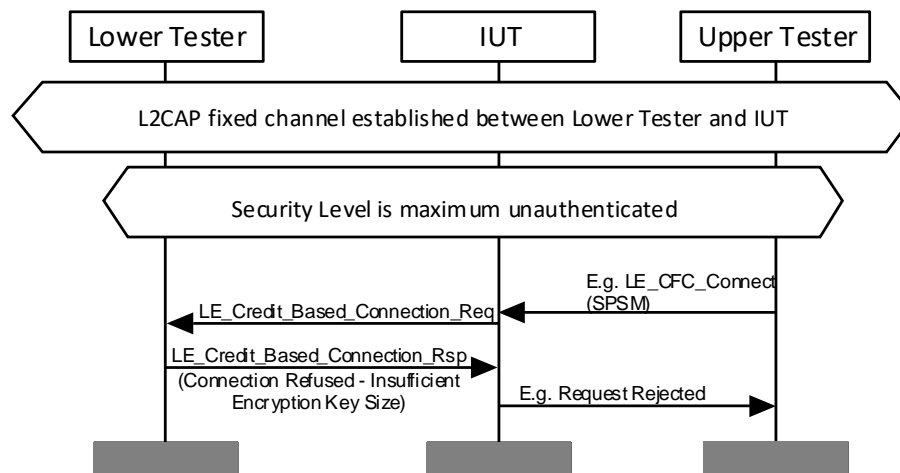 Lower Tester
IUT
Upper Tester
L2CAP fixed channel established between Lower Tester and IUT
Security Level is maximum unauthenticated
E.g. LE_CFC_Connect
(SPSM)
LE_Credit_Based_Connection_Req
LE_Credit_Based_Connection_Rsp
(Connection Refused - Insufficient
Encryption Key Size)
E.g. Request Rejected